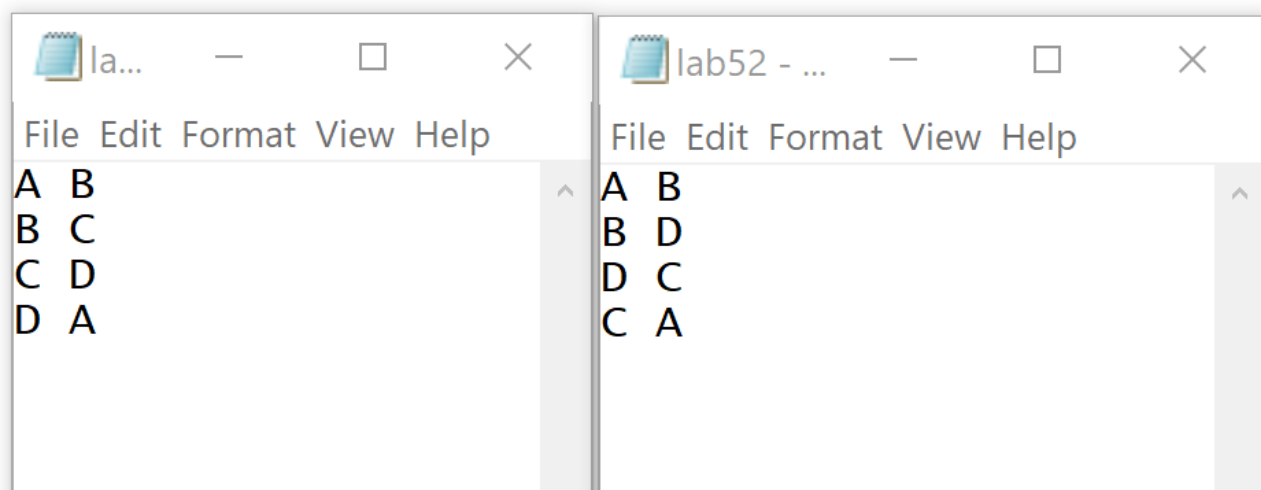 la...
File Edit Format View Help
A B
B C
C D
D A
lab52 - ...
File Edit Format View Help
A B
B D
D C
C A